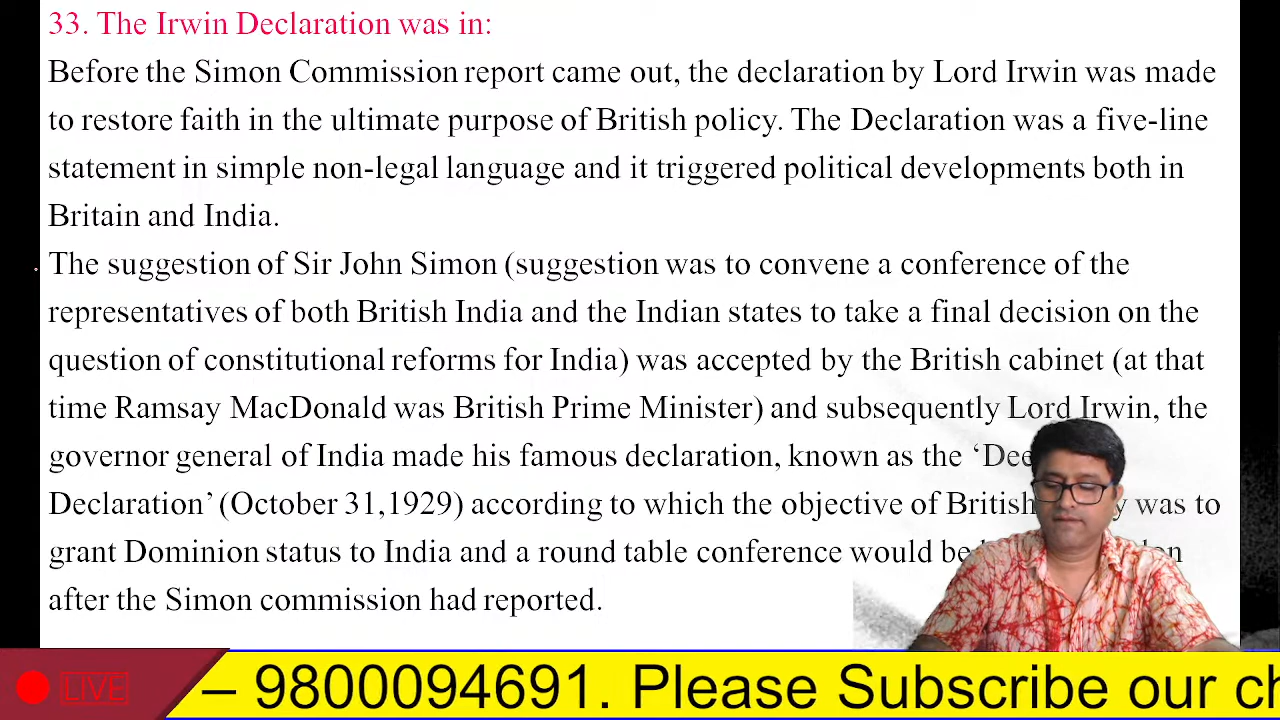 33. The Irwin Declaration was in:
Before the Simon Commission report came out, the declaration by Lord Irwin was made
to restore faith in the ultimate purpose of British policy. The Declaration was a five-line
statement in simple non-legal language and it triggered political developments both in
Britain and India.
The suggestion of Sir John Simon (suggestion was to convene a conference of the
representatives of both British India and the Indian states to take a final decision on the
question of constitutional reforms for India) was accepted by the British cabinet (at that
time Ramsay MacDonald was British Prime Minister) and subsequently Lord Irwin, the
governor general of India made his famous declaration, known as the ‘Dee
Declaration’ (October 31,1929) according to which the objective of British was to
grant Dominion status to India and a round table conference would be
after the Simon commission had reported.
LIVE
– 9800094691. Please Subscribe our ch